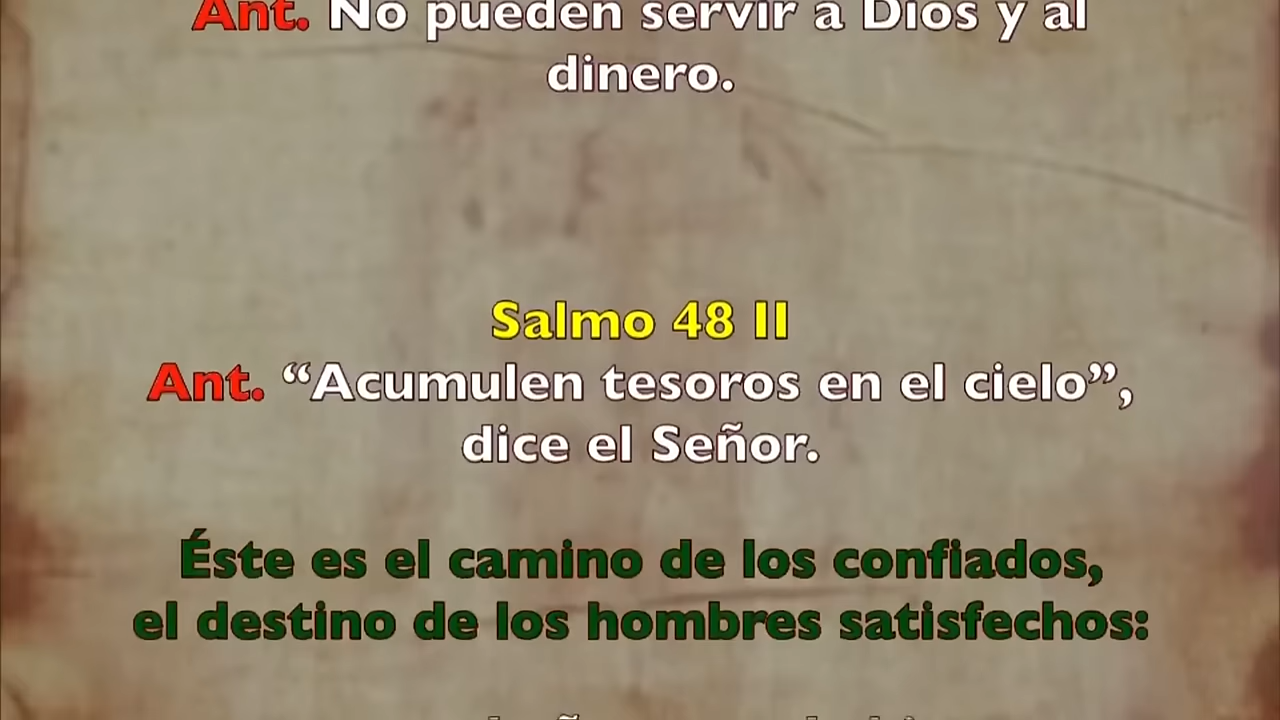 Ant. No pueden servir a Dios y al
dinero.
Salmo 48 II
Ant. “Acumulen tesoros en el cielo”,
dice el Señor.
Éste es el camino de los confiados,
el destino de los hombres satisfechos: